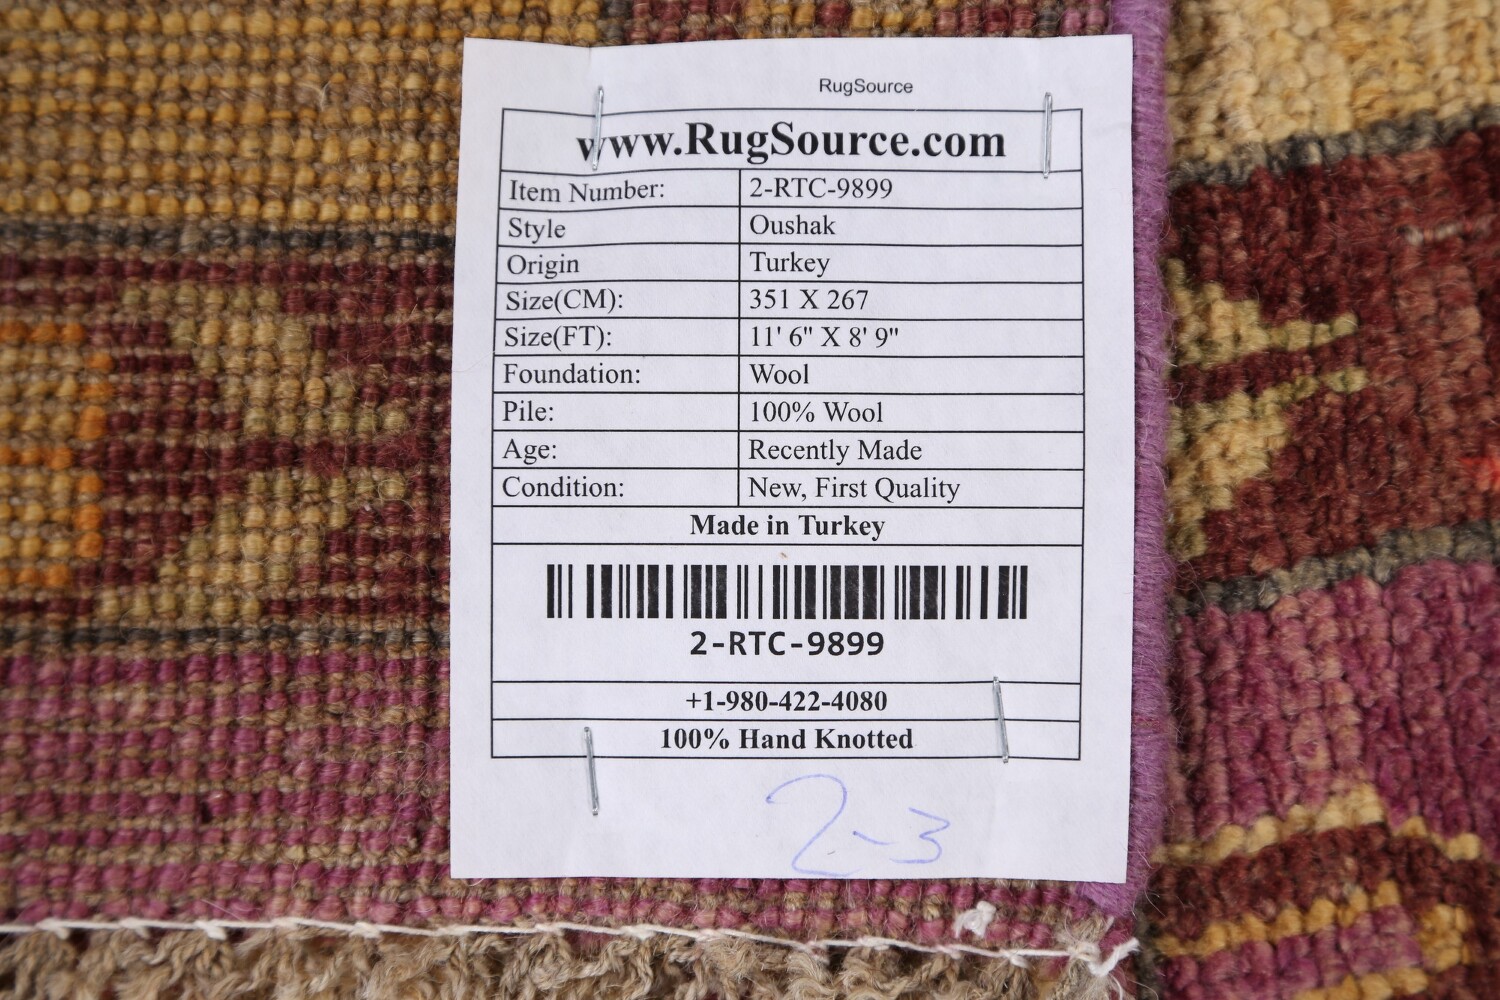 RugSource
www.RugSource.com
Item Number: 2-RTC-9899
Style Oushak
Origin Turkey
Size(CM): 351 X 267
Size(FT): 11' 6" X 8' 9"
Foundation: Wool
Pile: 100% Wool
Age: Recently Made
Condition: New, First Quality
Made in Turkey
2-RTC-9899
+1-980-422-4080
100% Hand Knotted
2-3